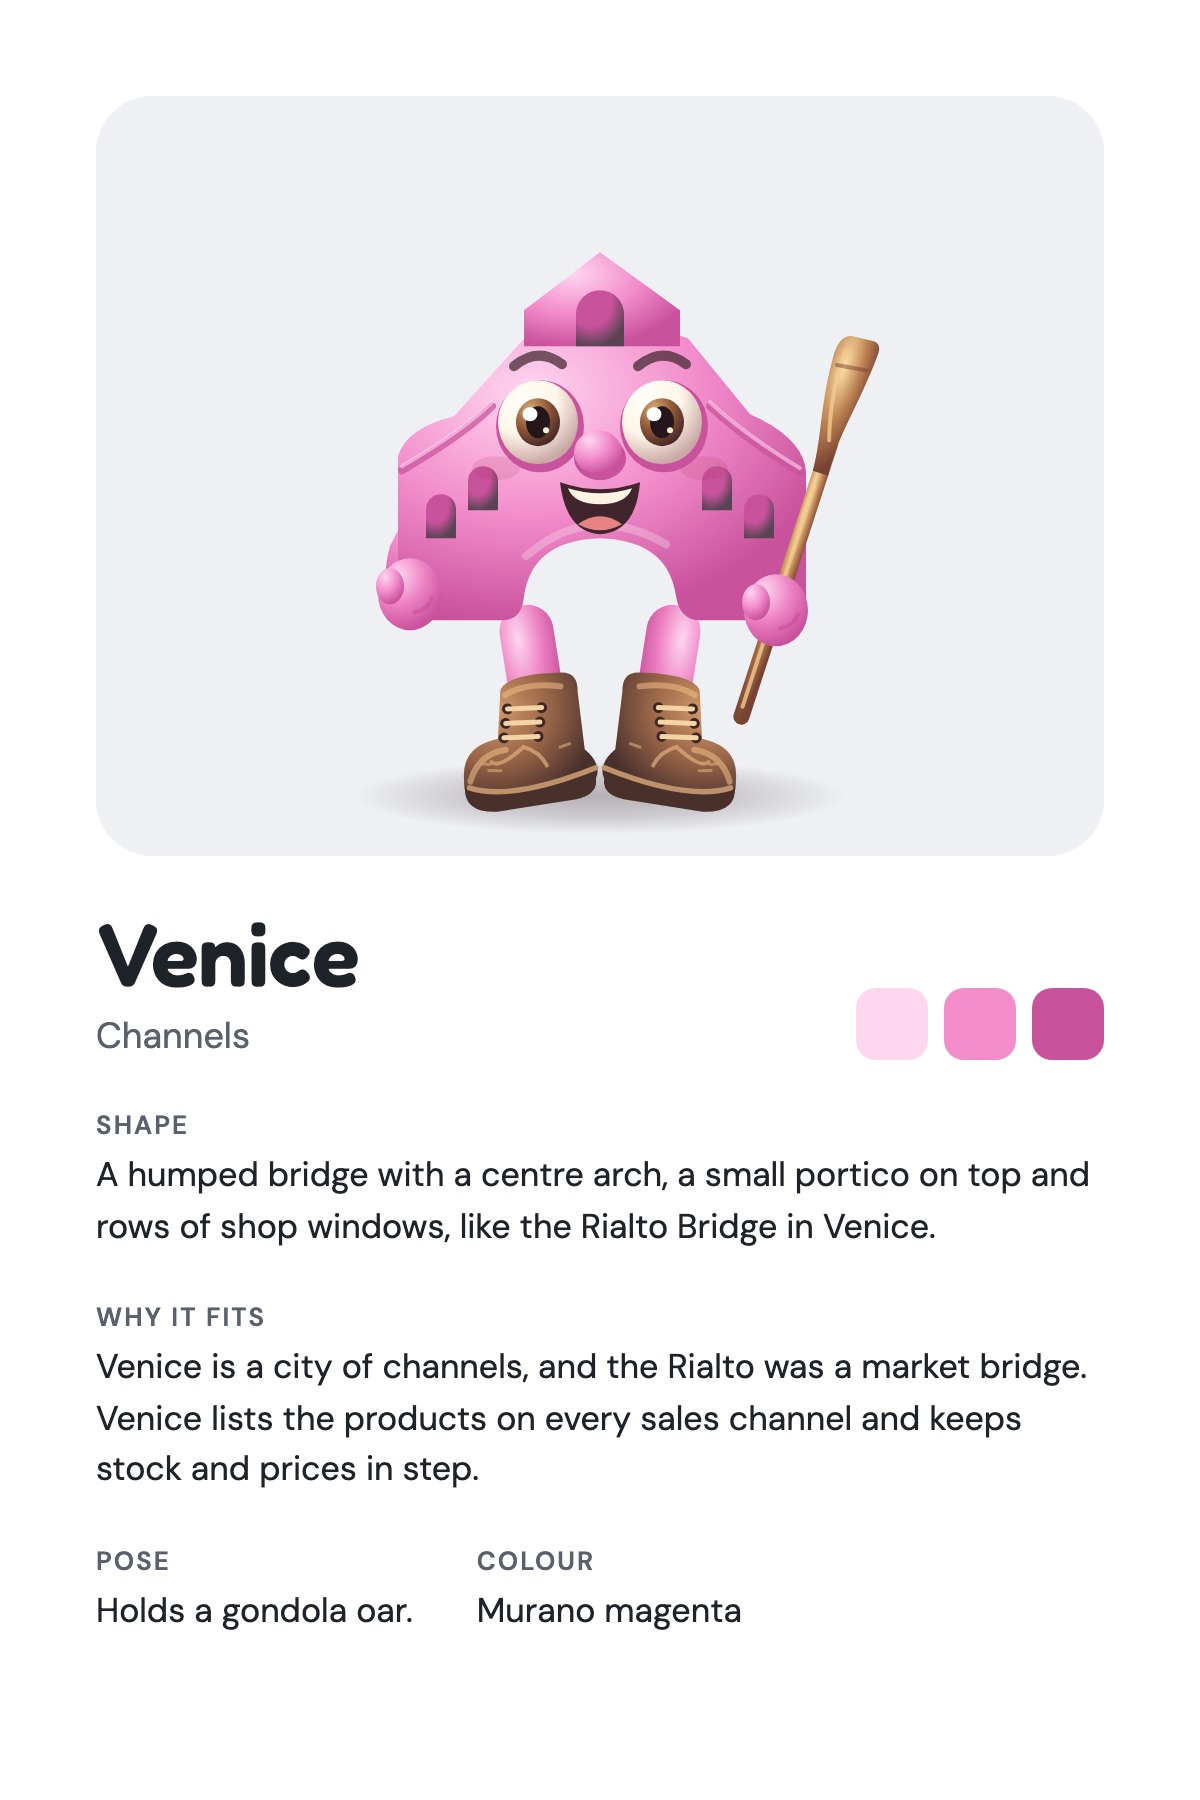 Venice
Channels
SHAPE
A humped bridge with a centre arch, a small portico on top and
rows of shop windows, like the Rialto Bridge in Venice.
WHY IT FITS
Venice is a city of channels, and the Rialto was a market bridge.
Venice lists the products on every sales channel and keeps
stock and prices in step.
POSE
Holds a gondola oar.
COLOUR
Murano magenta